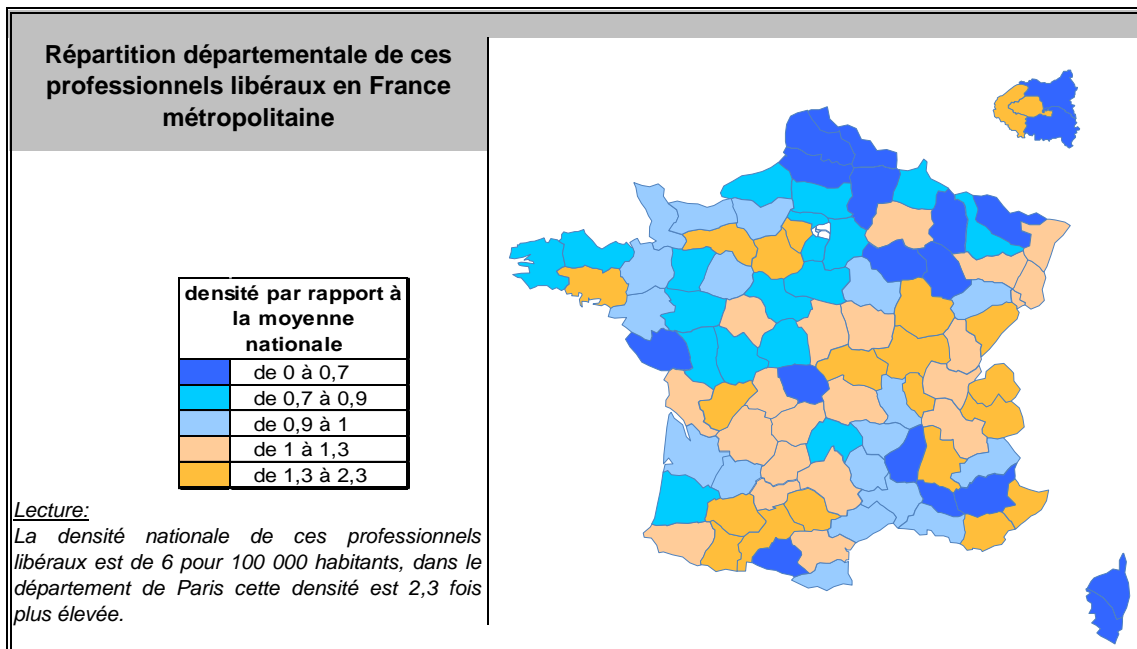 Répartition départementale de ces
professionnels libéraux en France
métropolitaine
densité par rapport à
la moyenne
nationale
de 0 à 0,7
de 0,7 à 0,9
de 0,9 à 1
de 1 à 1,3
de 1,3 à 2,3
Lecture:
La densité nationale de ces professionnels
libéraux est de 6 pour 100 000 habitants, dans le
département de Paris cette densité est 2,3 fois
plus élevée.